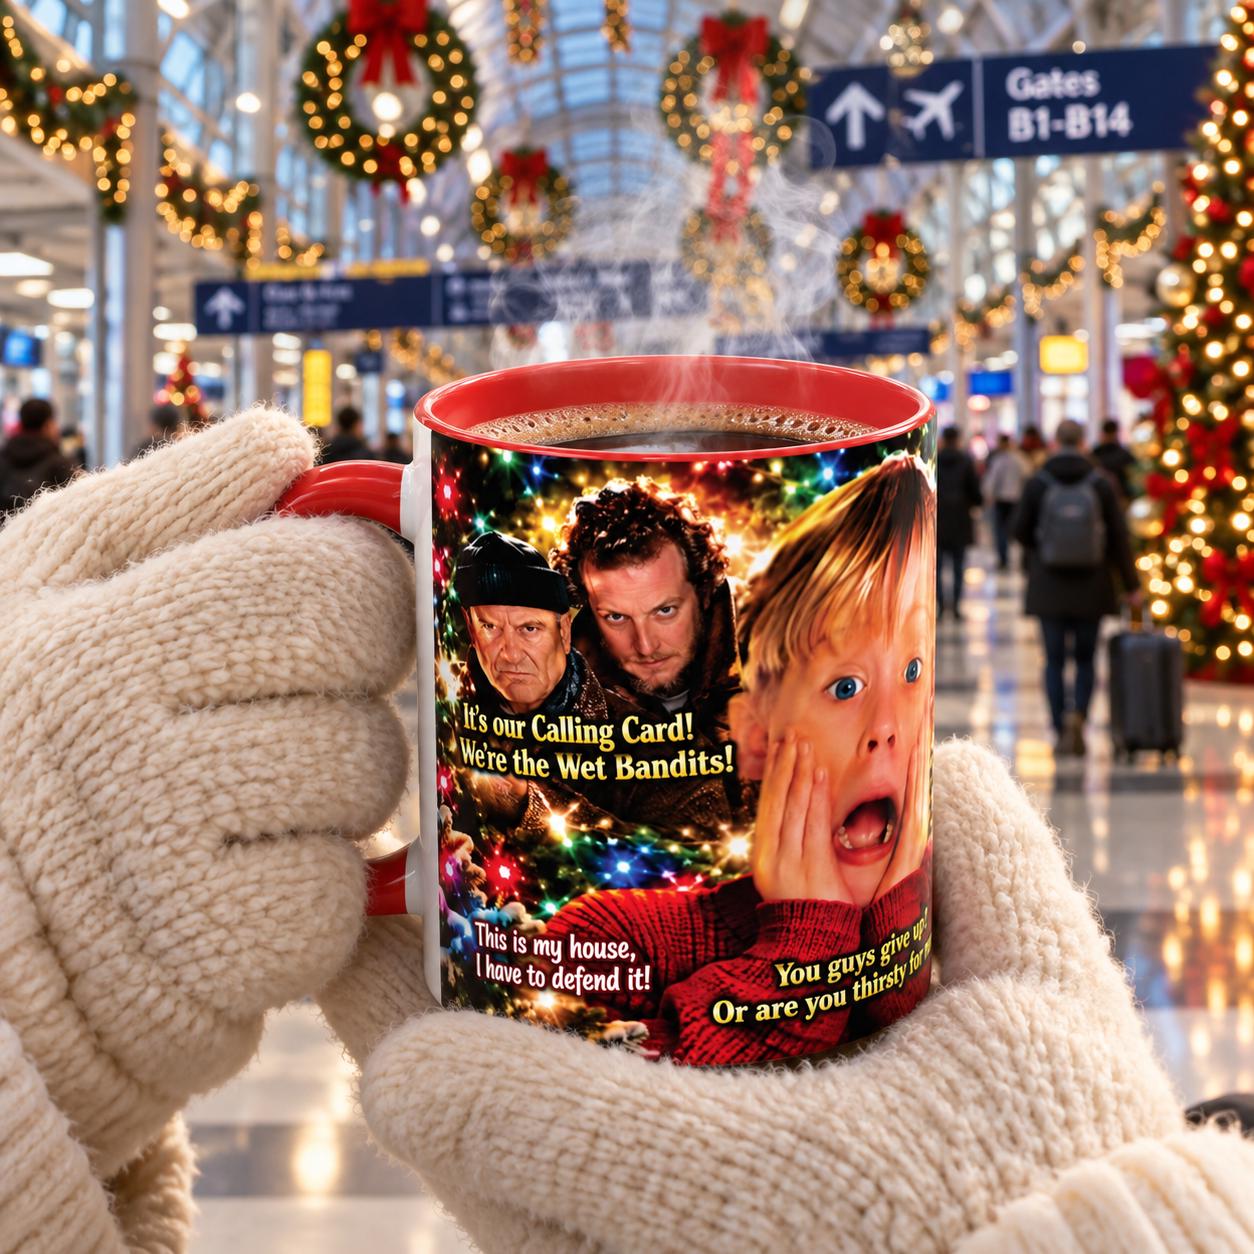 Gates
B1-B14
It's our Calling Card!
We're the Wet Bandits!
This is my house,
I have to defend it!
You guys give up?
Or are you thirsty for